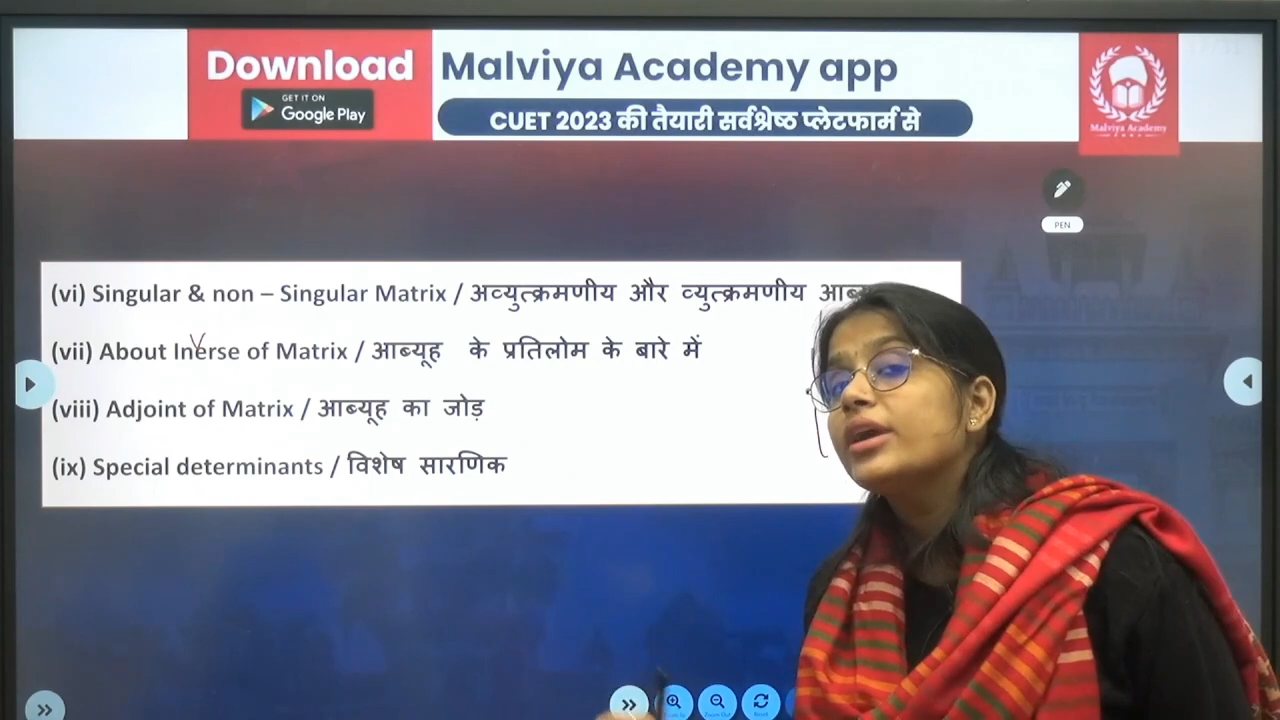 Download
Malviya Academy app
GET IT ON
Google Play
CUET 2023 की तैयारी सर्वश्रेष्ठ प्लेटफार्म से
Malviya Academy
PEN
(vi) Singular & non – Singular Matrix / अव्युत्क्रमणीय और व्युत्क्रमणीय
(vii) About Inerse of Matrix / आब्यूह के प्रतिलोम के बारे में
V
(viii) Adjoint of Matrix / आब्यूह का जोड़
(ix) Special determinants / विशेष सारणिक
Zoom Out